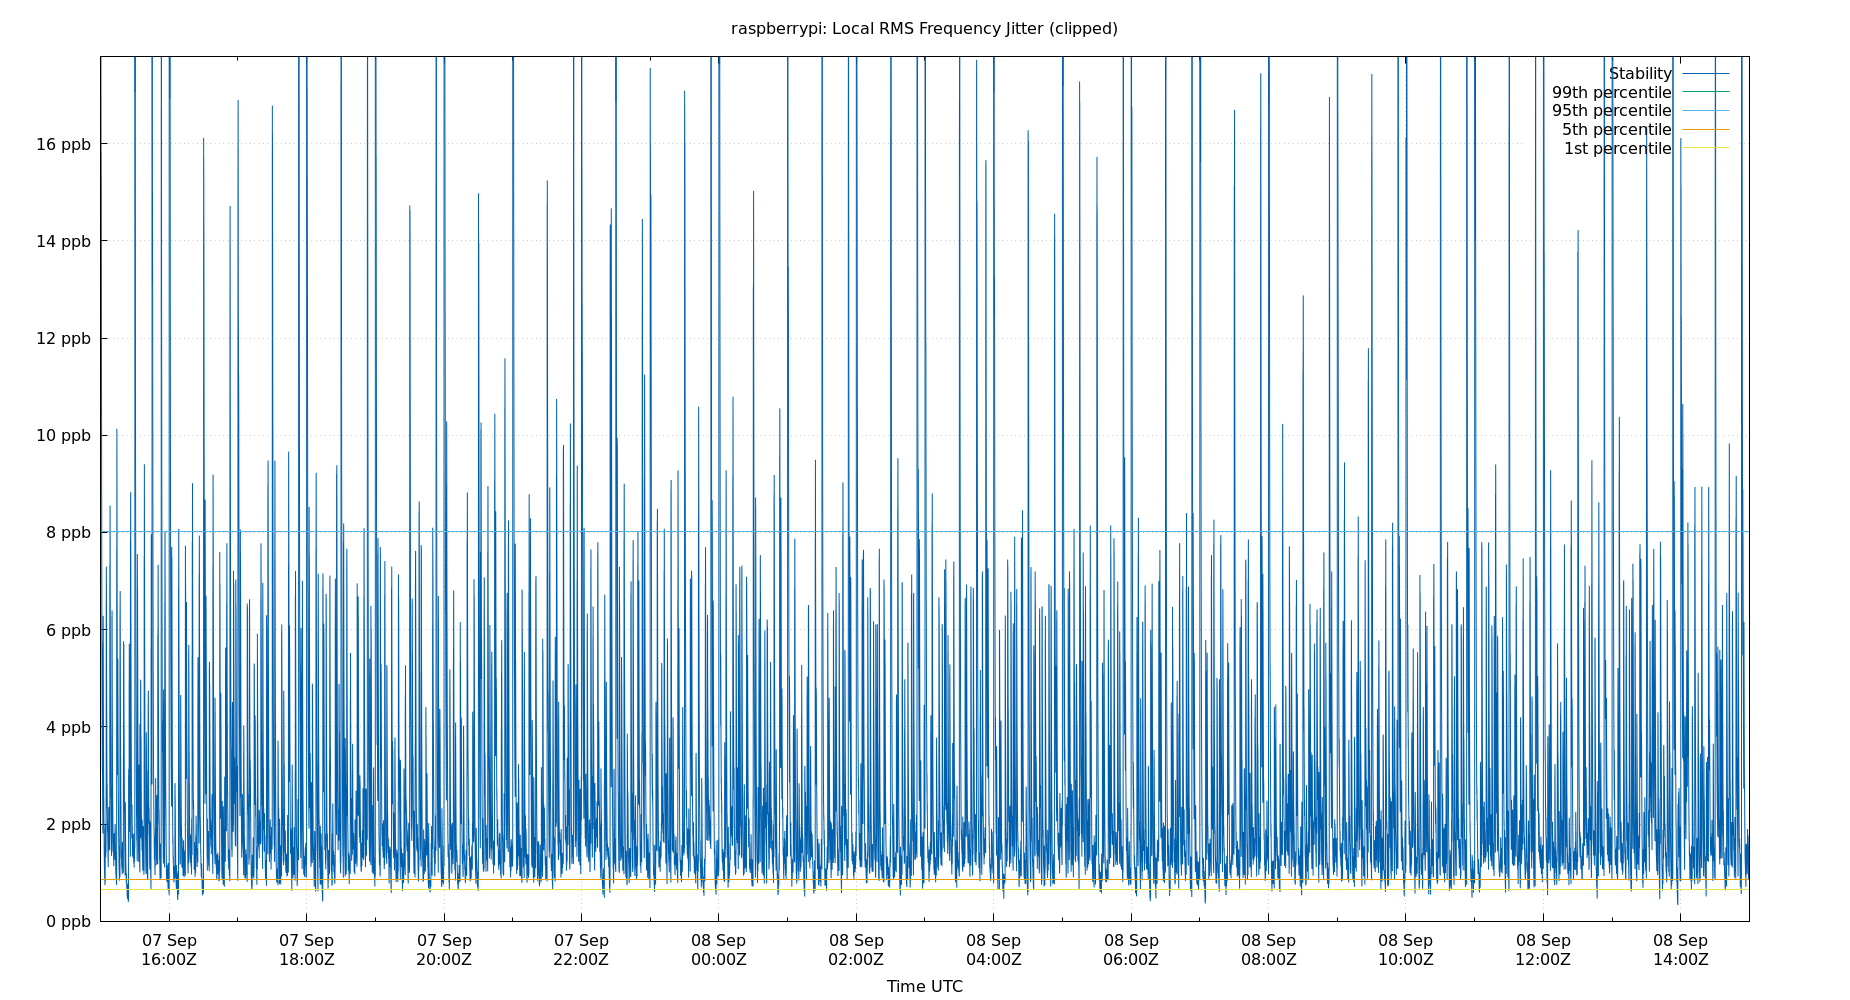 raspberrypi: Local RMS Frequency Jitter (clipped)
Stability
99th percentile
95th percentile
5th percentile
1st percentile
16 ppb
14 ppb
12 ppb
10 ppb
8 ppb
6 ppb
4 ppb
2 ppb
0 ppb
07 Sep 07 Sep 07 Sep 07 Sep 08 Sep 08 Sep 08 Sep 08 Sep 08 Sep 08 Sep 08 Sep 08 Sep
16:00Z 18:00Z 20:00Z 22:00Z 00:00Z 02:00Z 04:00Z 06:00Z 08:00Z 10:00Z 12:00Z 14:00Z
Time UTC